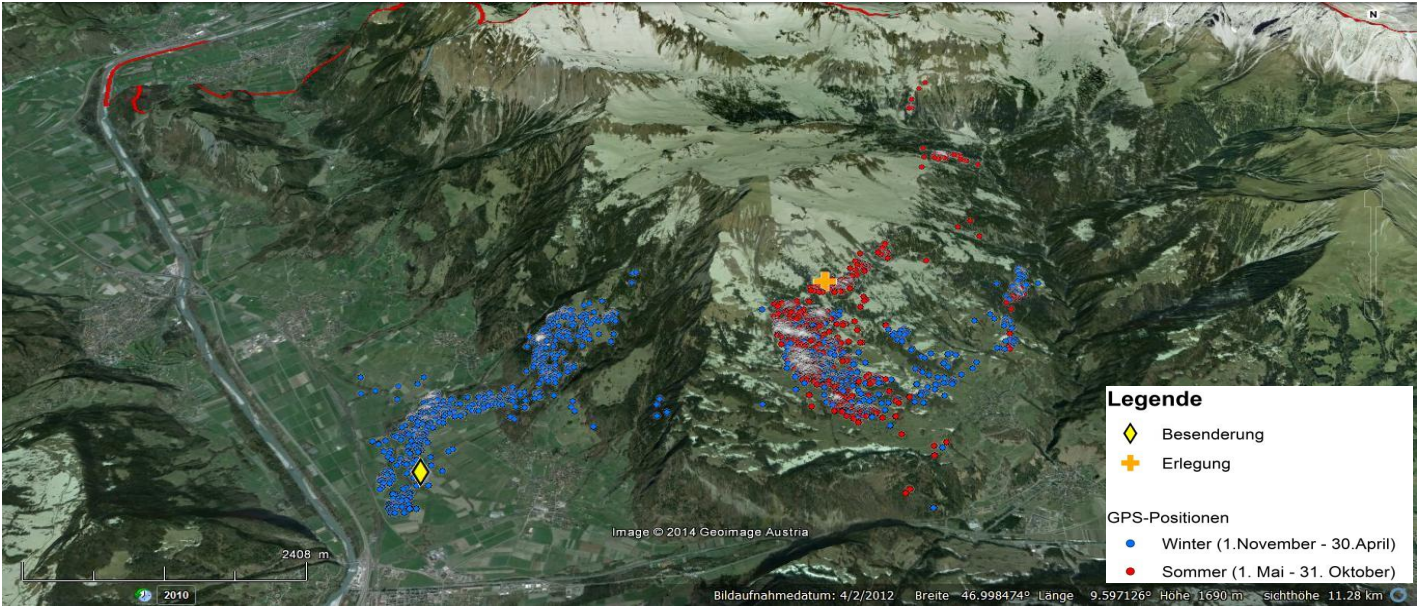 N
Legende
Besenderung
Erlegung
GPS-Positionen
Winter (1.November - 30.April)
Sommer (1. Mai - 31. Oktober)
Image © 2014 Geoimage Austria
2408 m
2010
Bildaufnahmedatum: 4/2/2012 Breite 46.998474° Länge 9.597126° Höhe 1690 m sichthöhe 11.28 km